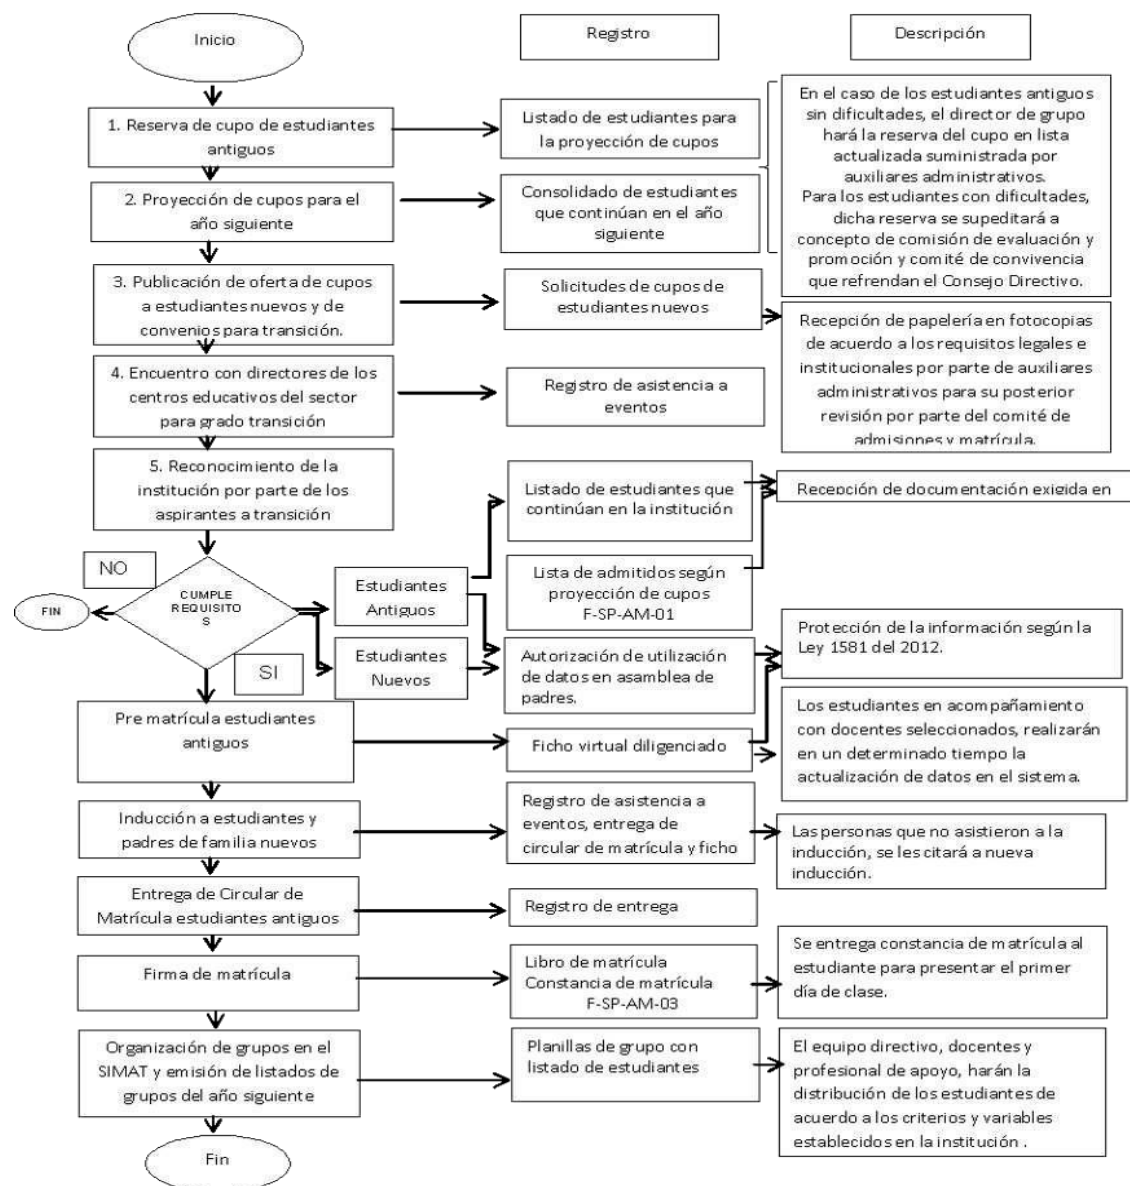 Inicio
Registro
Descripción
1. Reserva de cupo de estudiantes
antiguos
Listado de estudiantes para
la proyección de cupos
En el caso de los estudiantes antiguos
sin dificultades, el director de grupo
hará la reserva del cupo en lista
actualizada suministrada por
auxiliares administrativos.
Para los estudiantes con dificultades,
dicha reserva se supeditará a
concepto de comisión de evaluación y
promoción y comité de convivencia
que refrendan el Consejo Directivo.
2. Proyección de cupos para el
año siguiente
Consolidado de estudiantes
que continúan en el año
siguiente
3. Publicación de oferta de cupos
a estudiantes nuevos y de
convenios para transición.
Solicitudes de cupos de
estudiantes nuevos
Recepción de papelería en fotocopias
de acuerdo a los requisitos legales e
institucionales por parte de auxiliares
administrativos para su posterior
revisión por parte del comité de
admisiones y matrícula.
4. Encuentro con directores de los
centros educativos del sector
para grado transición
Registro de asistencia a
eventos
5. Reconocimiento de la
institución por parte de los
aspirantes a transición
Listado de estudiantes que
continúan en la institución
Recepción de documentación exigida en
Lista de admitidos según
proyección de cupos
F-SP-AM-01
NO
FIN
CUMPLE
REQUISITO
S
SI
Estudiantes
Antiguos
Estudiantes
Nuevos
Autorización de utilización
de datos en asamblea de
padres.
Protección de la información según la
Ley 1581 del 2012.
Pre matrícula estudiantes
antiguos
Ficho virtual diligenciado
Los estudiantes en acompañamiento
con docentes seleccionados, realizarán
en un determinado tiempo la
actualización de datos en el sistema.
Inducción a estudiantes y
padres de familia nuevos
Registro de asistencia a
eventos, entrega de
circular de matrícula y ficho
Las personas que no asistieron a la
inducción, se les citará a nueva
inducción.
Entrega de Circular de
Matrícula estudiantes antiguos
Registro de entrega
Firma de matrícula
Libro de matrícula
Constancia de matrícula
F-SP-AM-03
Se entrega constancia de matrícula al
estudiante para presentar el primer
día de clase.
Organización de grupos en el
SIMAT y emisión de listados de
grupos del año siguiente
Planillas de grupo con
listado de estudiantes
El equipo directivo, docentes y
profesional de apoyo, harán la
distribución de los estudiantes de
acuerdo a los criterios y variables
establecidos en la institución .
Fin